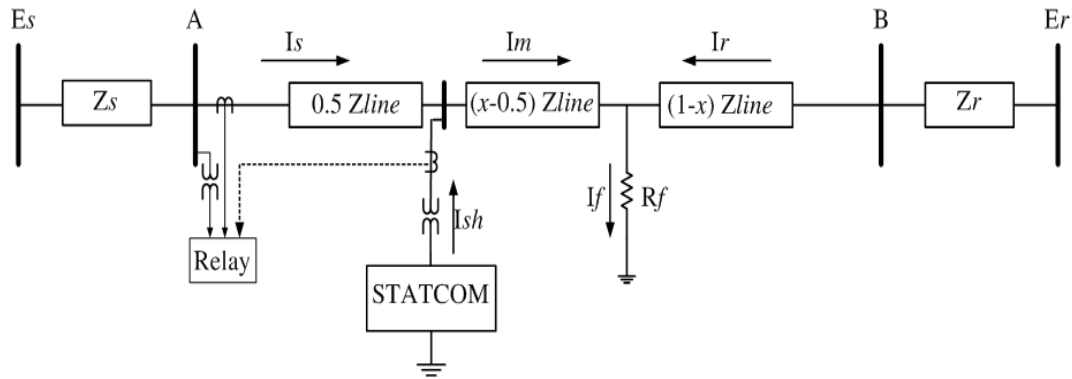 Es
A
B
Er
Is
Im
Ir
Zs
0.5 Zline
(x-0.5) Zline
(1-x) Zline
Zr
If
Rf
Ish
Relay
STATCOM